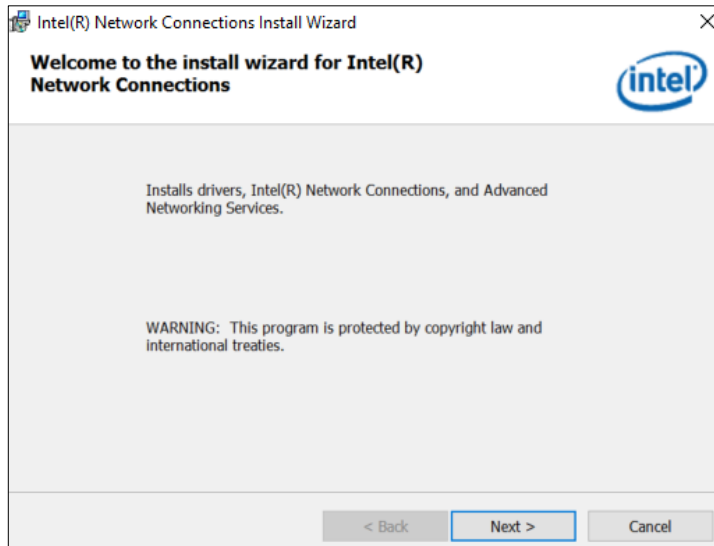 Intel(R) Network Connections Install Wizard
Welcome to the install wizard for Intel(R)
Network Connections
intel
Installs drivers, Intel(R) Network Connections, and Advanced
Networking Services.
WARNING:  This program is protected by copyright law and
international treaties.
< Back
Next >
Cancel